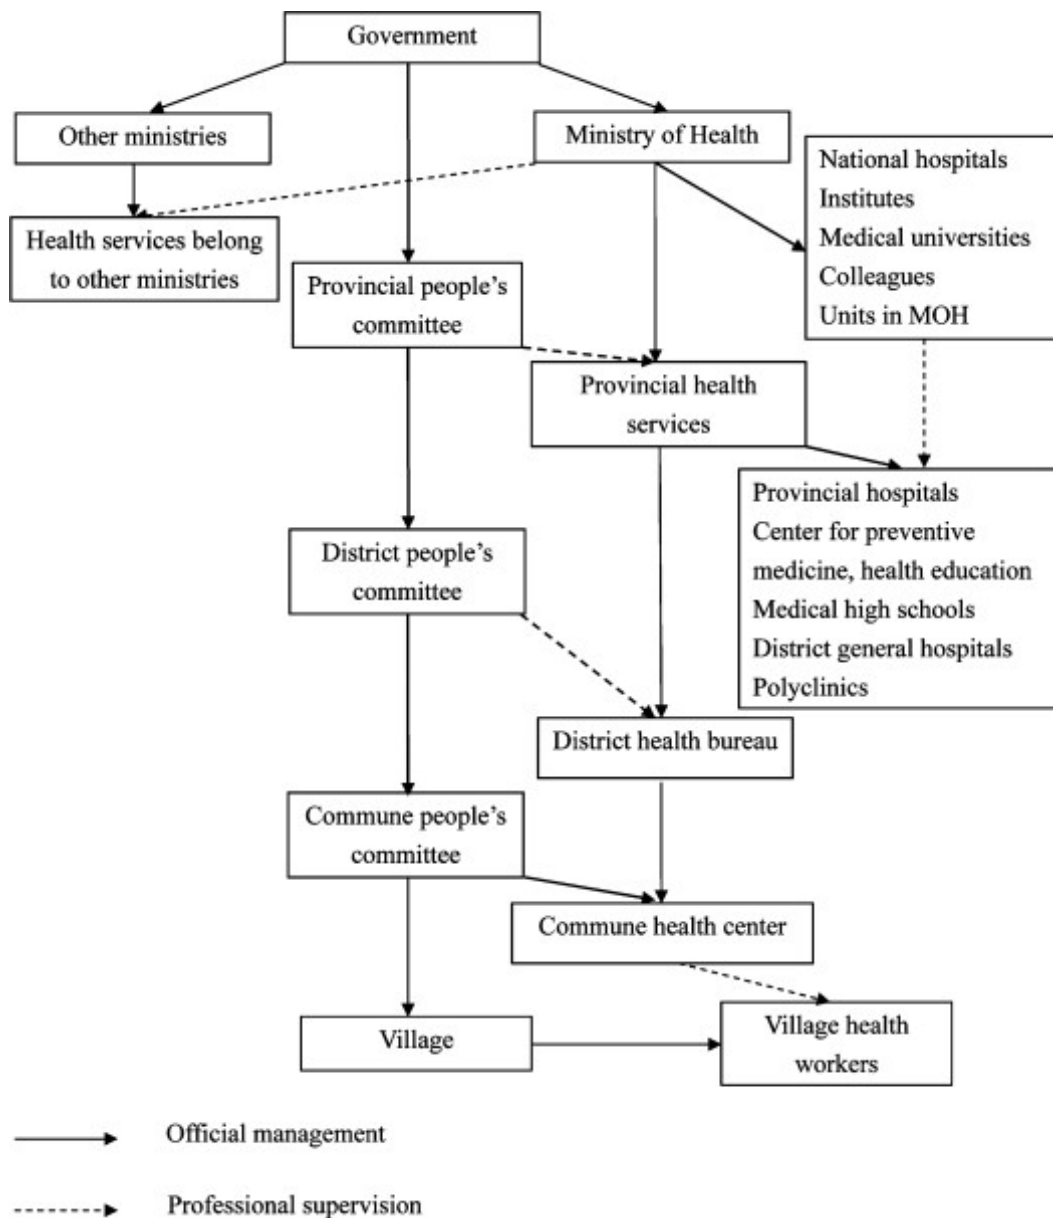 Government
Other ministries
Ministry of Health
National hospitals
Institutes
Medical universities
Colleagues
Units in MOH
Health services belong
to other ministries
Provincial people's
committee
Provincial health
services
Provincial hospitals
Center for preventive
medicine, health education
Medical high schools
District general hospitals
Polyclinics
District people's
committee
District health bureau
Commune people's
committee
Commune health center
Village
Village health
workers
Official management
Professional supervision